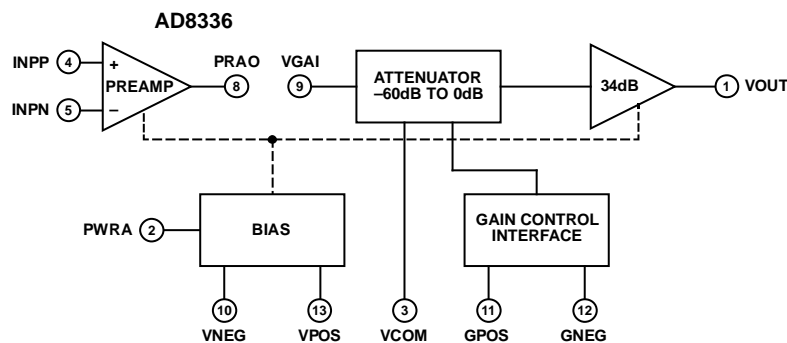 AD8336
INPP 4 + PREAMP PRAO 8
INPN 5 –
VGAI 9
ATTENUATOR
–60dB TO 0dB
34dB
1 VOUT
PWRA 2
BIAS
GAIN CONTROL
INTERFACE
10 13 3 11 12
VNEG VPOS VCOM GPOS GNEG